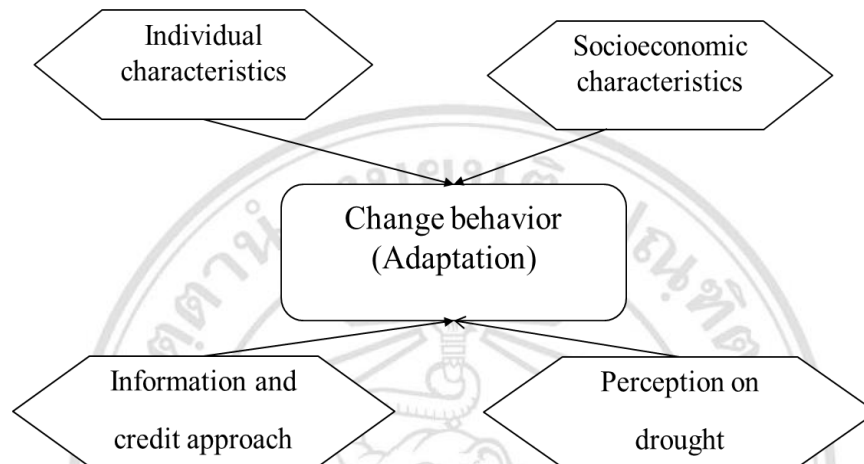 Individual
characteristics
Socioeconomic
characteristics
Change behavior
(Adaptation)
Information and
credit approach
Perception on
drought